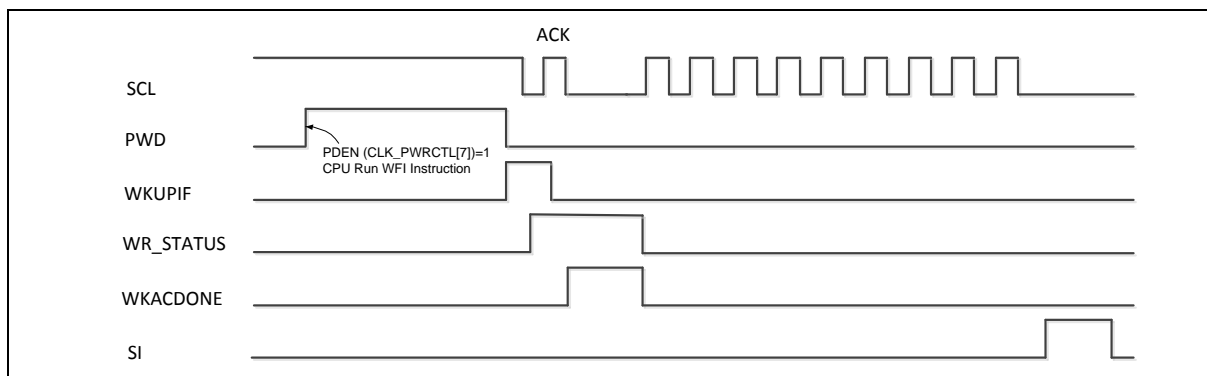 ACK
SCL
PWD
PDEN (CLK_PWRCTL[7])=1
CPU Run WFI Instruction
WKUPIF
WR_STATUS
WKACDONE
SI